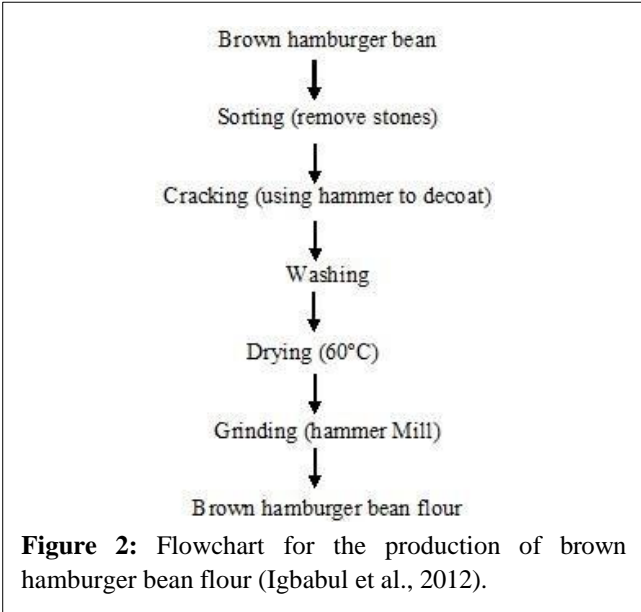 Brown hamburger bean
Sorting (remove stones)
Cracking (using hammer to decoat)
Washing
Drying (60°C)
Grinding (hammer Mill)
Brown hamburger bean flour
Figure 2: Flowchart for the production of brown
hamburger bean flour (Igbabul et al., 2012).